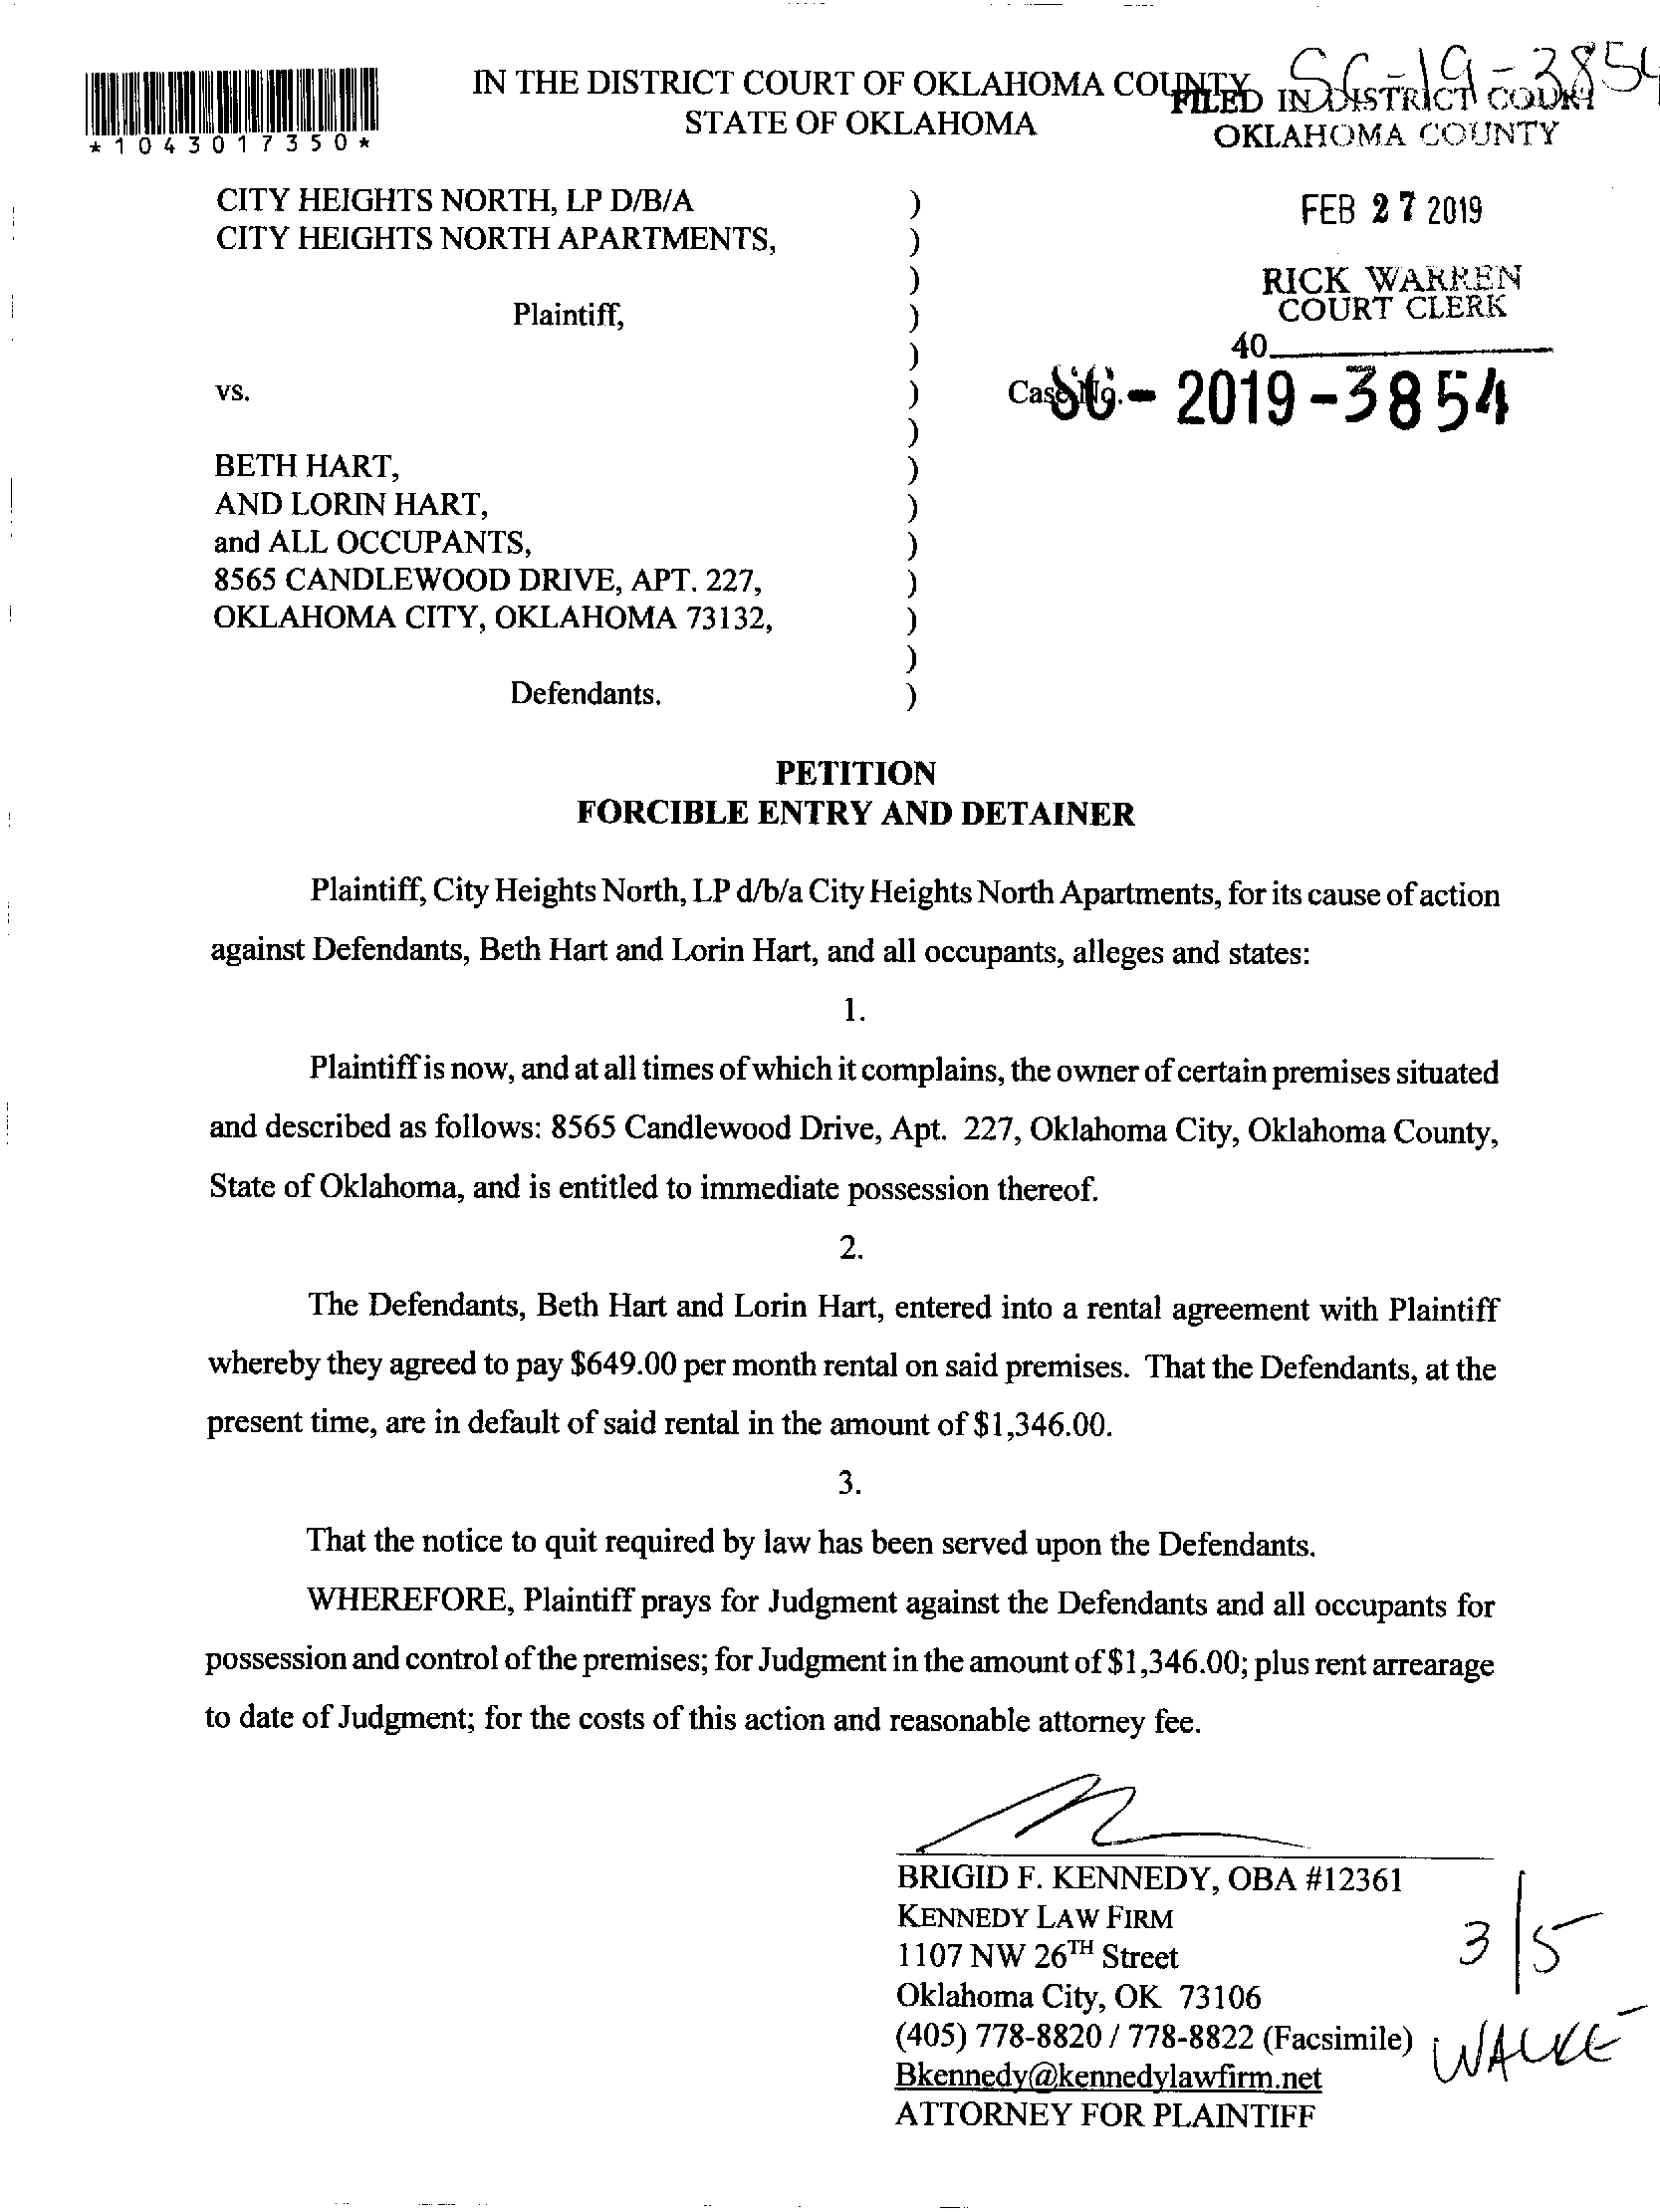 SC-19-3854
IN THE DISTRICT COURT OF OKLAHOMA COUNTY
STATE OF OKLAHOMA
*1043017350*
FILED IN DISTRICT COURT
OKLAHOMA COUNTY
FEB 27 2019
RICK WARREN
COURT CLERK
40
Case No. SC - 2019 - 3854
CITY HEIGHTS NORTH, LP D/B/A )
CITY HEIGHTS NORTH APARTMENTS, )
)
Plaintiff, )
)
vs. )
)
BETH HART, )
AND LORIN HART, )
and ALL OCCUPANTS, )
8565 CANDLEWOOD DRIVE, APT. 227, )
OKLAHOMA CITY, OKLAHOMA 73132, )
)
Defendants. )
PETITION
FORCIBLE ENTRY AND DETAINER
Plaintiff, City Heights North, LP d/b/a City Heights North Apartments, for its cause of action
against Defendants, Beth Hart and Lorin Hart, and all occupants, alleges and states:
1.
Plaintiff is now, and at all times of which it complains, the owner of certain premises situated
and described as follows: 8565 Candlewood Drive, Apt. 227, Oklahoma City, Oklahoma County,
State of Oklahoma, and is entitled to immediate possession thereof.
2.
The Defendants, Beth Hart and Lorin Hart, entered into a rental agreement with Plaintiff
whereby they agreed to pay $649.00 per month rental on said premises. That the Defendants, at the
present time, are in default of said rental in the amount of $1,346.00.
3.
That the notice to quit required by law has been served upon the Defendants.
WHEREFORE, Plaintiff prays for Judgment against the Defendants and all occupants for
possession and control of the premises; for Judgment in the amount of $1,346.00; plus rent arrearage
to date of Judgment; for the costs of this action and reasonable attorney fee.
BRIGID F. KENNEDY, OBA #12361
KENNEDY LAW FIRM
1107 NW 26TH Street
Oklahoma City, OK 73106
(405) 778-8820 / 778-8822 (Facsimile)
Bkennedy@kennedylawfirm.net
ATTORNEY FOR PLAINTIFF
3/5
WALKE